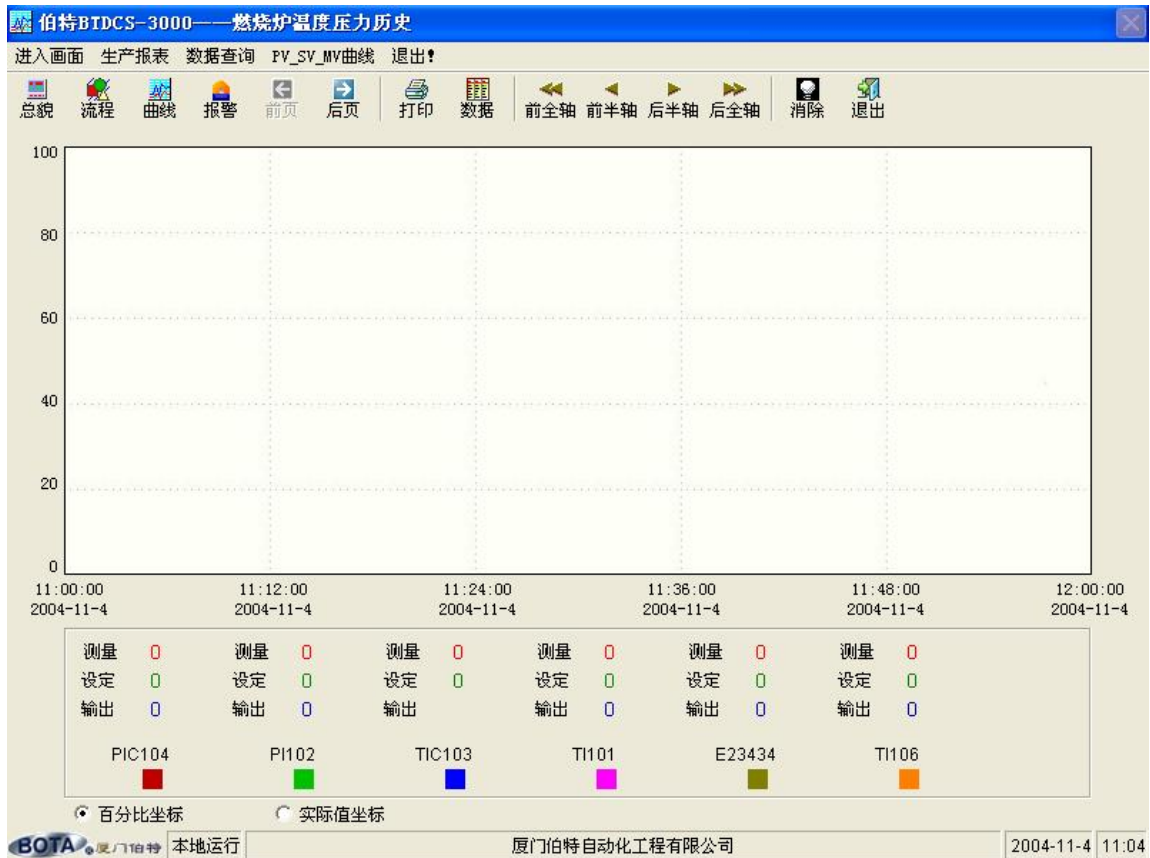 伯特BTDCS-3000——燃烧炉温度压力历史
进入画面 生产报表 数据查询 PV_SV_MV曲线 退出!
总貌 流程 曲线 报警 前页 后页 打印 数据 前全轴 前半轴 后半轴 后全轴 消除 退出
100
80
60
40
20
0
11:00:00 11:12:00 11:24:00 11:36:00 11:48:00 12:00:00
2004-11-4 2004-11-4 2004-11-4 2004-11-4 2004-11-4 2004-11-4
测量 0 测量 0 测量 0 测量 0 测量 0 测量 0
设定 0 设定 0 设定 0 设定 0 设定 0 设定 0
输出 0 输出 0 输出 输出 0 输出 0 输出 0
PIC104 PI102 TIC103 TI101 E23434 TI106
百分比坐标 实际值坐标
BOTA 厦门伯特 本地运行 厦门伯特自动化工程有限公司 2004-11-4 11:04